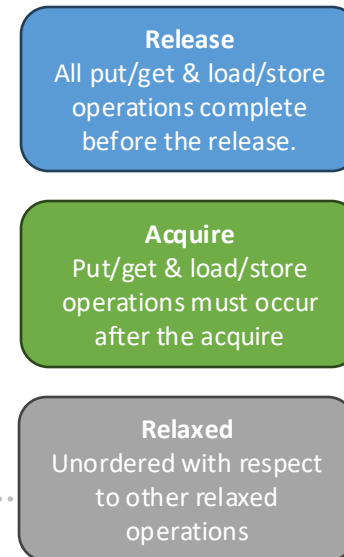 Release
All put/get & load/store
operations complete
before the release.
Acquire
Put/get & load/store
operations must occur
after the acquire
Relaxed
Unordered with respect
to other relaxed
operations